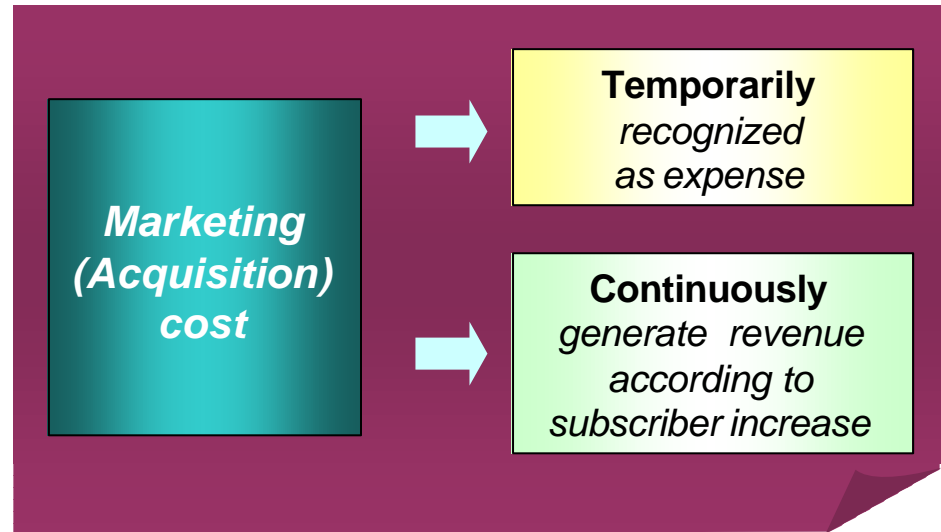 Marketing
(Acquisition)
cost
Temporarily
recognized
as expense
Continuously
generate revenue
according to
subscriber increase